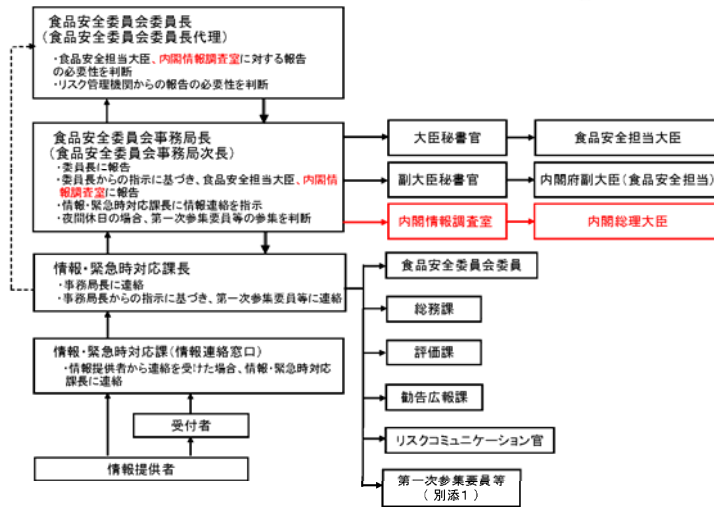 食品安全委員会委員長
(食品安全委員会委員長代理)
・食品安全担当大臣、内閣情報調査室に対する報告
の必要性を判断
・リスク管理機関からの報告の必要性を判断
食品安全委員会事務局長
(食品安全委員会事務局次長)
・委員長に報告
・委員長からの指示に基づき、食品安全担当大臣、内閣情
報調査室に報告
・情報・緊急時対応課長に情報連絡を指示
・夜間休日の場合、第一次参集要員等の参集を判断
大臣秘書官
食品安全担当大臣
副大臣秘書官
内閣府副大臣(食品安全担当)
内閣情報調査室
内閣総理大臣
情報・緊急時対応課長
・事務局長に連絡
・事務局長からの指示に基づき、第一次参集要員等に連絡
情報・緊急時対応課(情報連絡窓口)
・情報提供者から連絡を受けた場合、情報・緊急時対応
課長に連絡
受付者
情報提供者
食品安全委員会委員
総務課
評価課
勧告広報課
リスクコミュニケーション官
第一次参集要員等
(別添1)